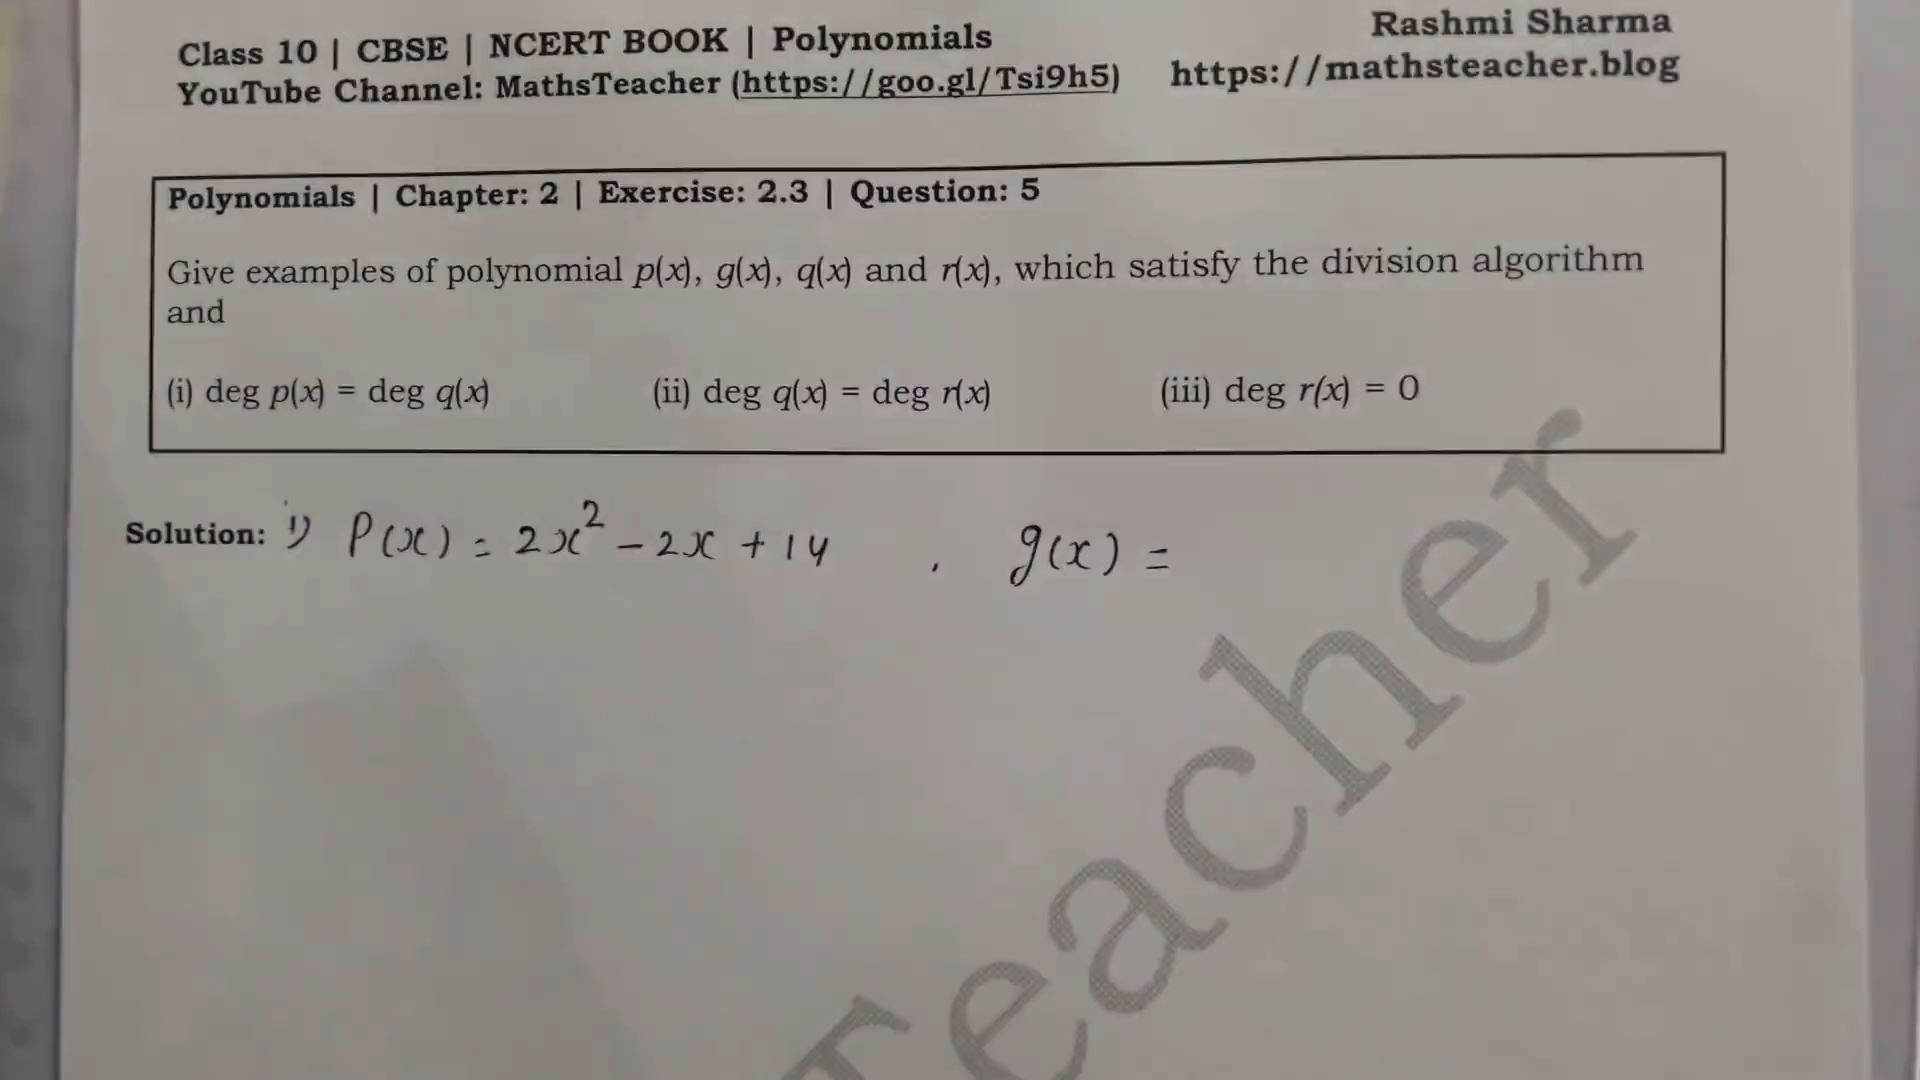 Class 10 | CBSE | NCERT BOOK | Polynomials
Rashmi Sharma
YouTube Channel: MathsTeacher (https://goo.gl/Tsi9h5)
https://mathsteacher.blog
Polynomials | Chapter: 2 | Exercise: 2.3 | Question: 5
Give examples of polynomial p(x), g(x), q(x) and r(x), which satisfy the division algorithm
and
(i) deg p(x) = deg q(x) (ii) deg q(x) = deg r(x) (iii) deg r(x) = 0
Solution: i) P(x) = 2x² - 2x + 14 , g(x) =
Teacher